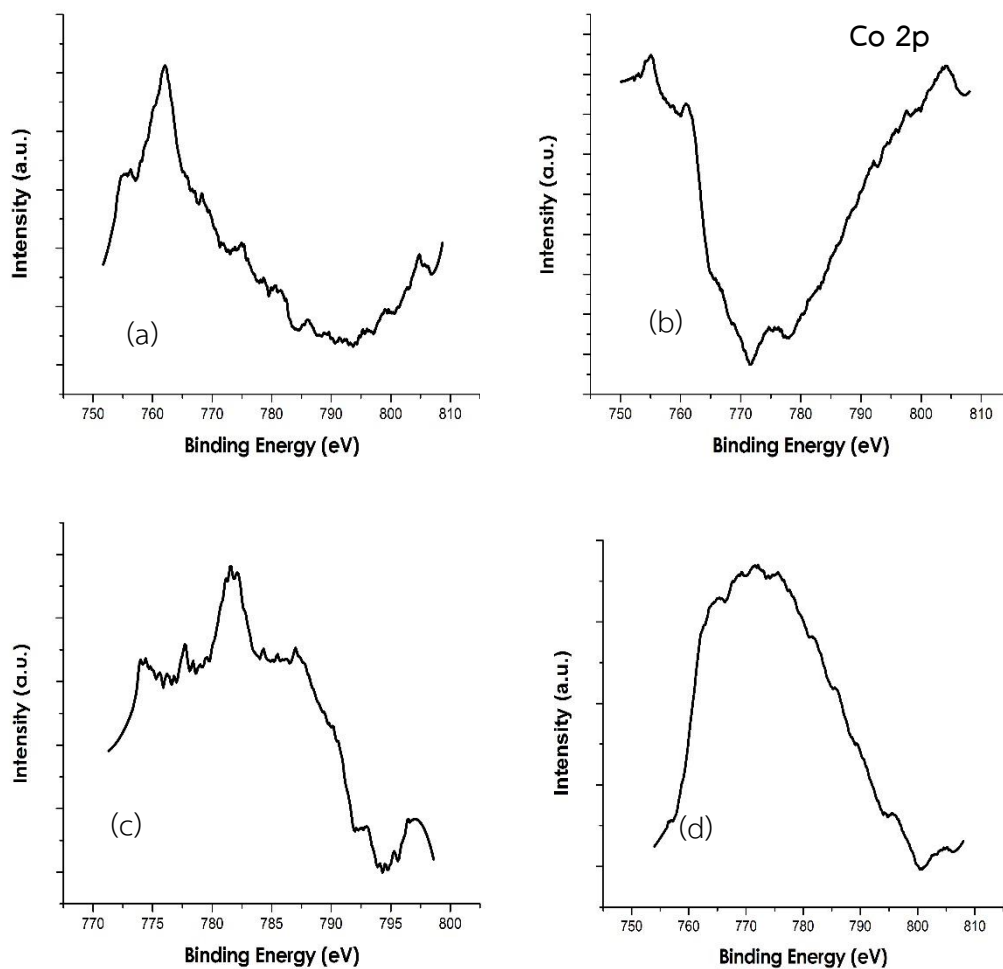 Co 2p
Intensity (a.u.)
(a)
750 760 770 780 790 800 810
Binding Energy (eV)
Intensity (a.u.)
(b)
750 760 770 780 790 800 810
Binding Energy (eV)
Intensity (a.u.)
(c)
770 775 780 785 790 795 800
Binding Energy (eV)
Intensity (a.u.)
(d)
750 760 770 780 790 800 810
Binding Energy (eV)